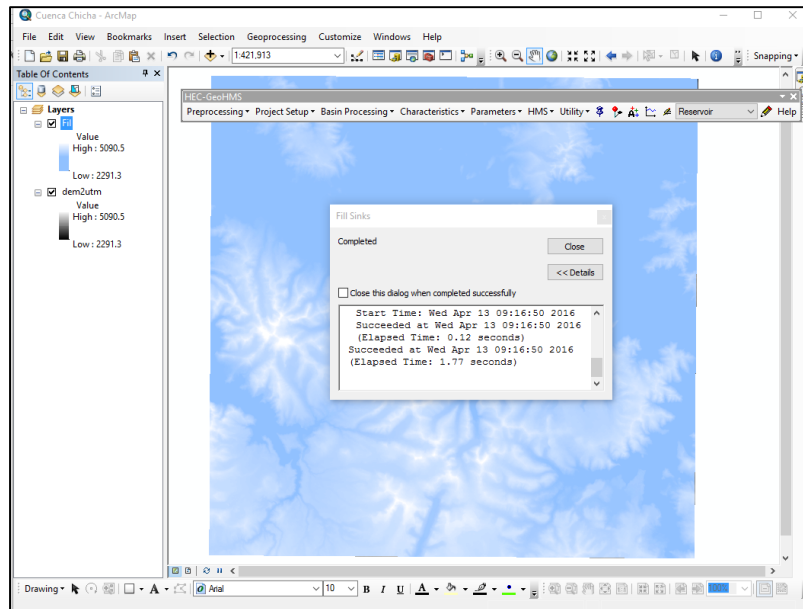 Cuenca Chicha - ArcMap
File Edit View Bookmarks Insert Selection Geoprocessing Customize Windows Help
1:421,913 Snapping
Table Of Contents
HEC-GeoHMS
Preprocessing Project Setup Basin Processing Characteristics Parameters HMS Utility Reservoir Help
Layers
Fil
Value
High : 5090.5
Low : 2291.3
dem2utm
Value
High : 5090.5
Low : 2291.3
Fill Sinks
Completed
Close
<< Details
Close this dialog when completed successfully
Start Time: Wed Apr 13 09:16:50 2016
Succeeded at Wed Apr 13 09:16:50 2016
(Elapsed Time: 0.12 seconds)
Succeeded at Wed Apr 13 09:16:50 2016
(Elapsed Time: 1.77 seconds)
Drawing A Arial 10 B I U A 100%